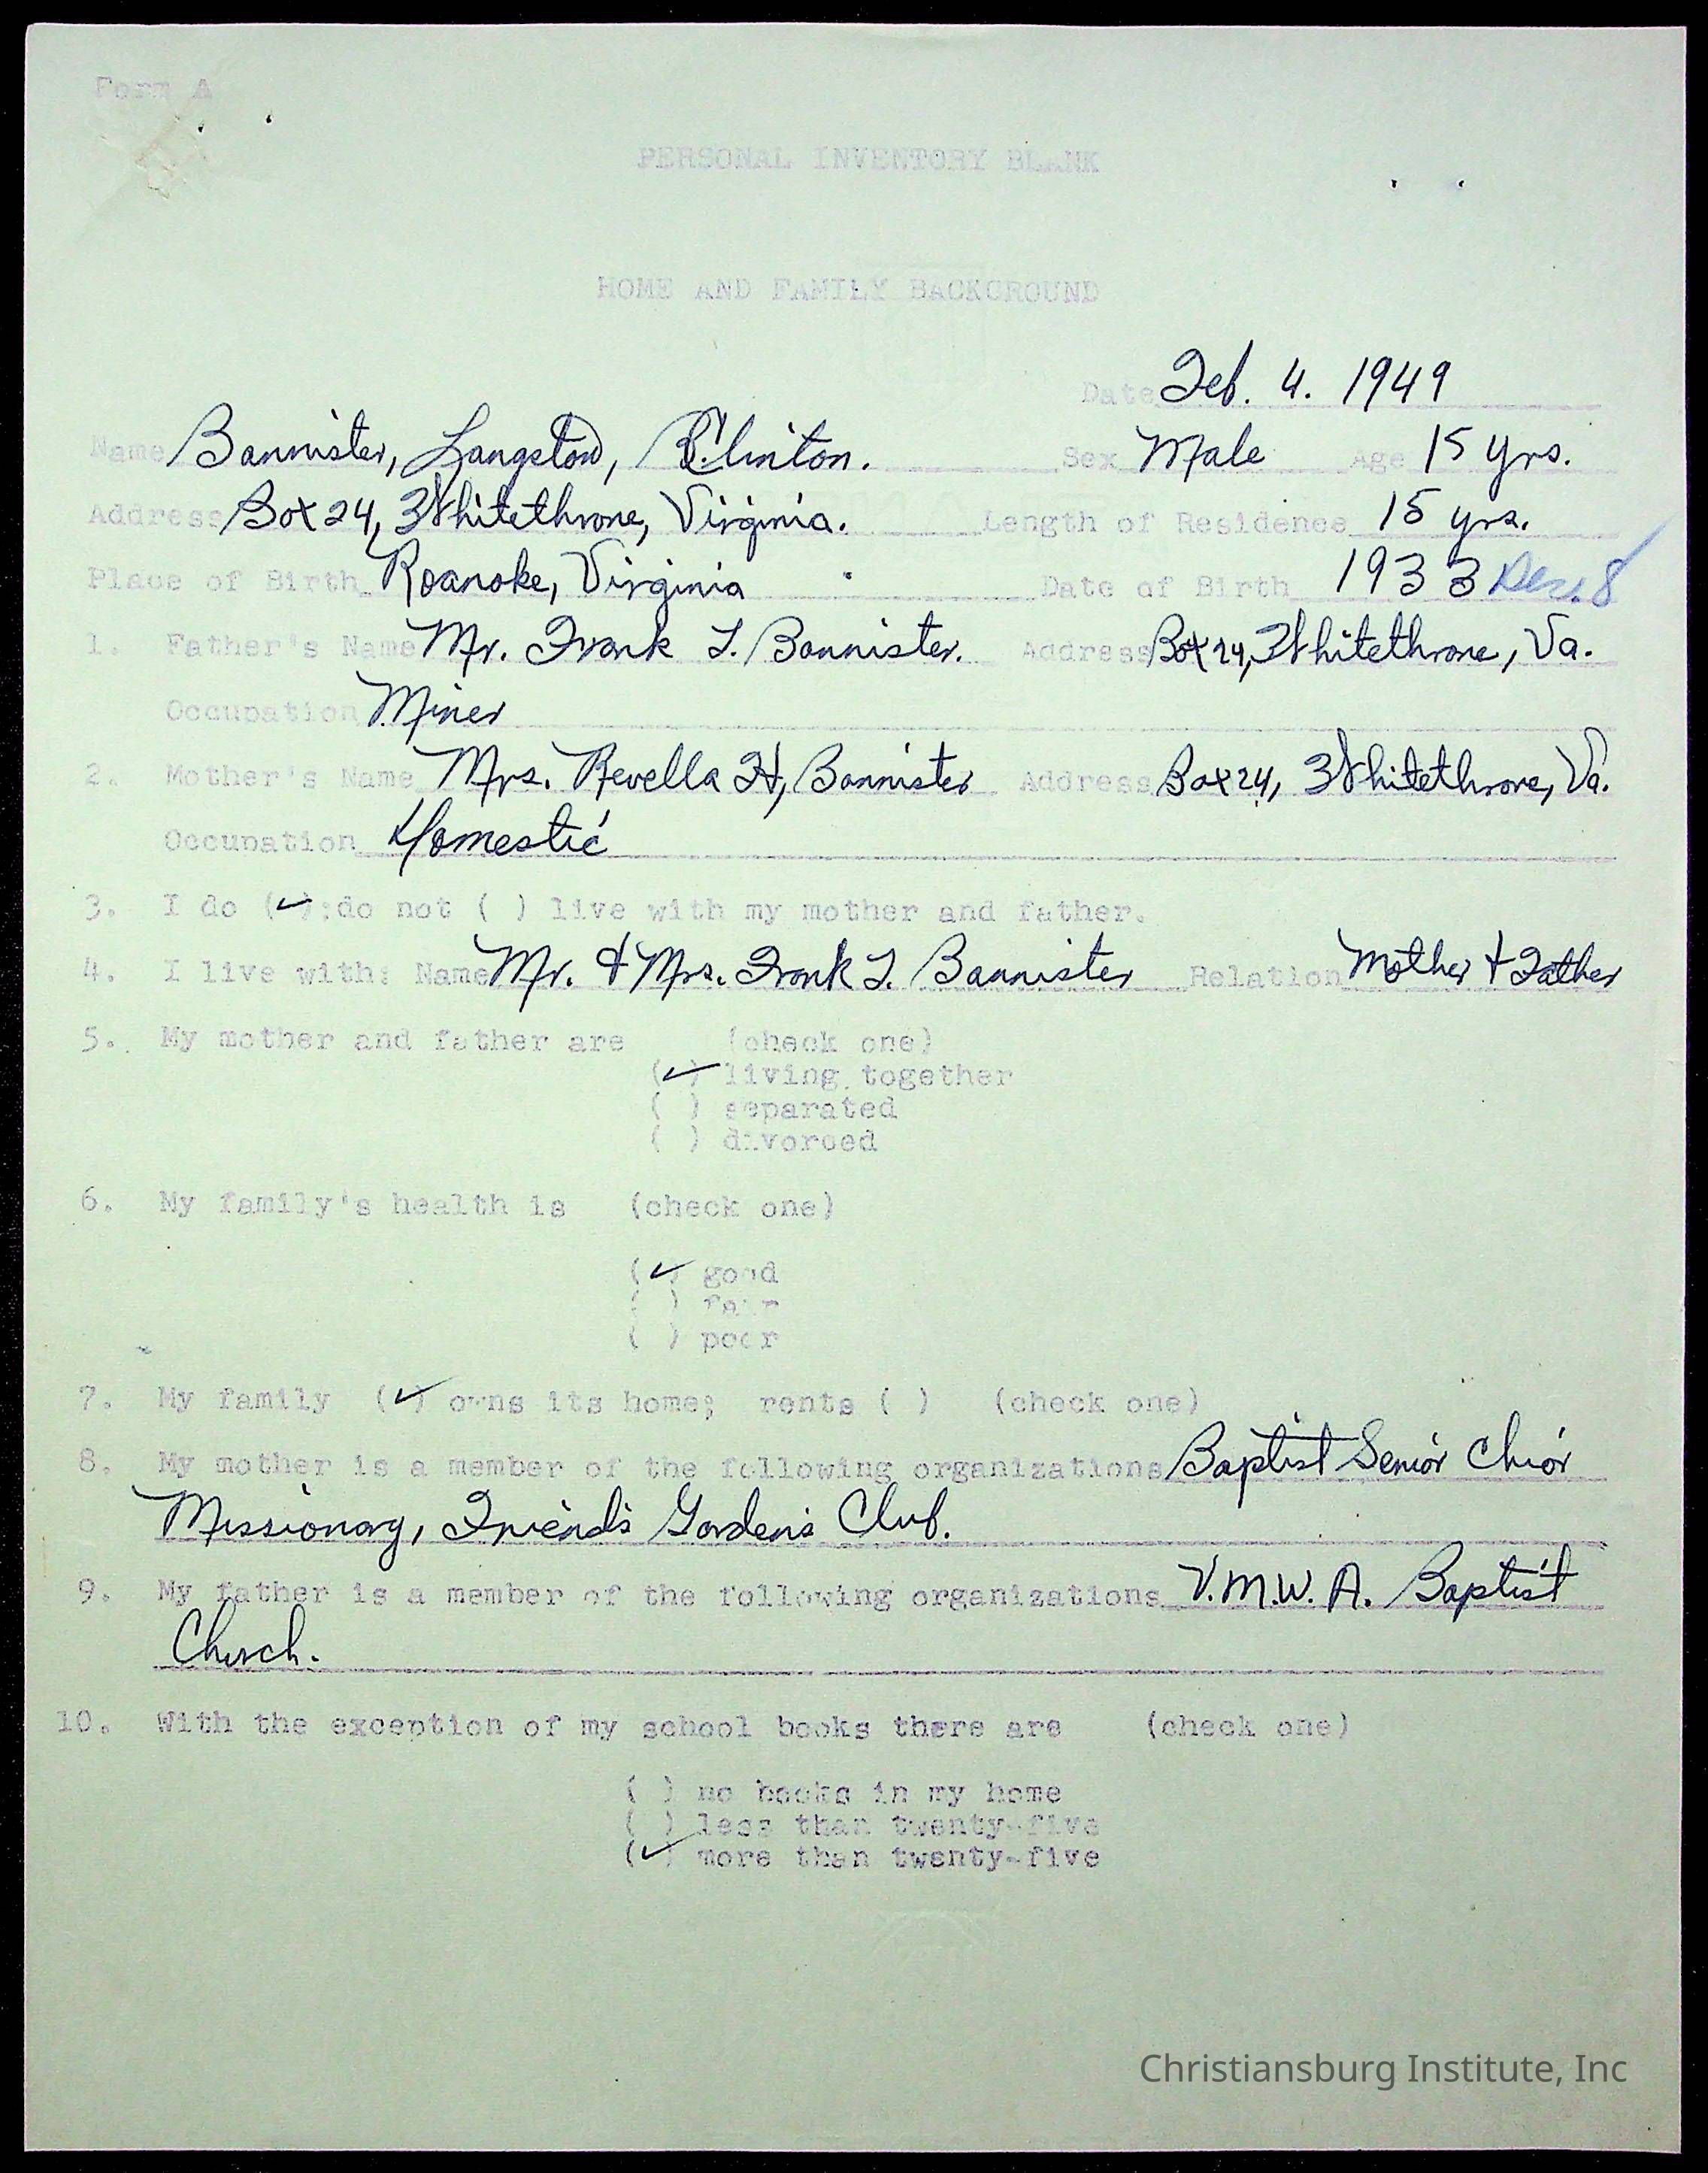 Form A
PERSONAL INVENTORY BLANK
HOME AND FAMILY BACKGROUND
Date Feb. 4. 1949
Name Bannister, Langston, Clinton. Sex Male Age 15 yrs.
Address Box 24, Whitethrone, Virginia. Length of Residence 15 yrs.
Place of Birth Roanoke, Virginia Date of Birth 1933 Dec. 8
1. Father's Name Mr. Frank L. Bannister. Address Box 24, Whitethrone, Va.
Occupation Miner
2. Mother's Name Mrs. Revella H, Bannister Address Box 24, Whitethrone, Va.
Occupation Homestic
3. I do (✓);do not ( ) live with my mother and father.
4. I live with: Name Mr. & Mrs. Frank L. Bannister Relation Mother & Father
5. My mother and father are (check one)
(✓) living together
( ) separated
( ) divorced
6. My family's health is (check one)
(✓) good
( ) fair
( ) poor
7. My family (✓) owns its home; rents ( ) (check one)
8. My mother is a member of the following organizations Baptist Senior Chior
Missionary, Friend's Garden's Club.
9. My father is a member of the following organizations V.M.W.A. Baptist
Church.
10. With the exception of my school books there are (check one)
( ) no books in my home
( ) less than twenty-five
(✓) more than twenty-five
Christiansburg Institute, Inc